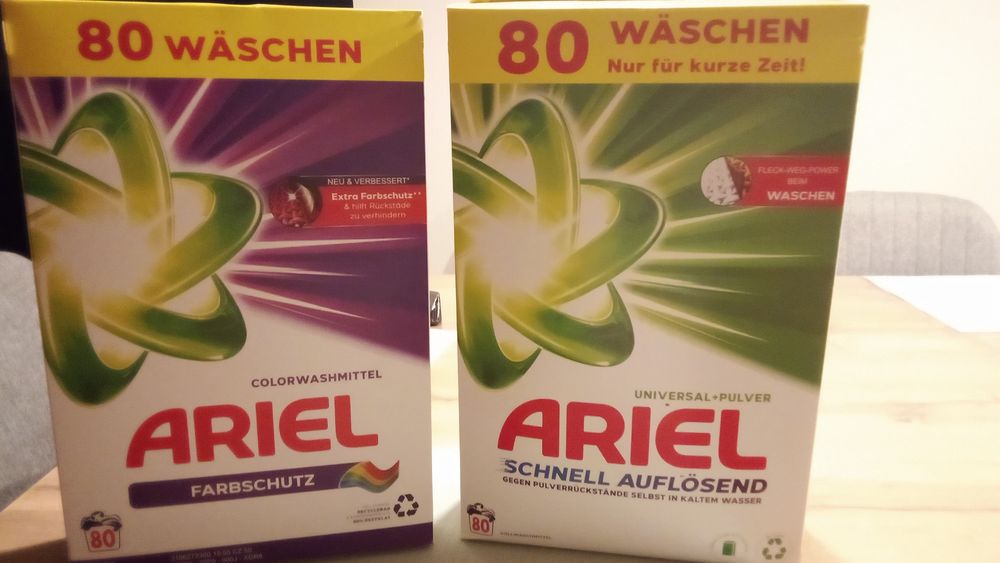 80 WÄSCHEN
NEU & VERBESSERT*
Extra Farbschutz**
& hilft Rückstäde
zu verhindern
COLORWASHMITTEL
ARIEL
FARBSCHUTZ
80
80 WÄSCHEN
Nur für kurze Zeit!
FLECK-WEG-POWER
BEIM
WASCHEN
UNIVERSAL+PULVER
ARIEL
SCHNELL AUFLÖSEND
GEGEN PULVERRÜCKSTÄNDE SELBST IN KALTEM WASSER
80